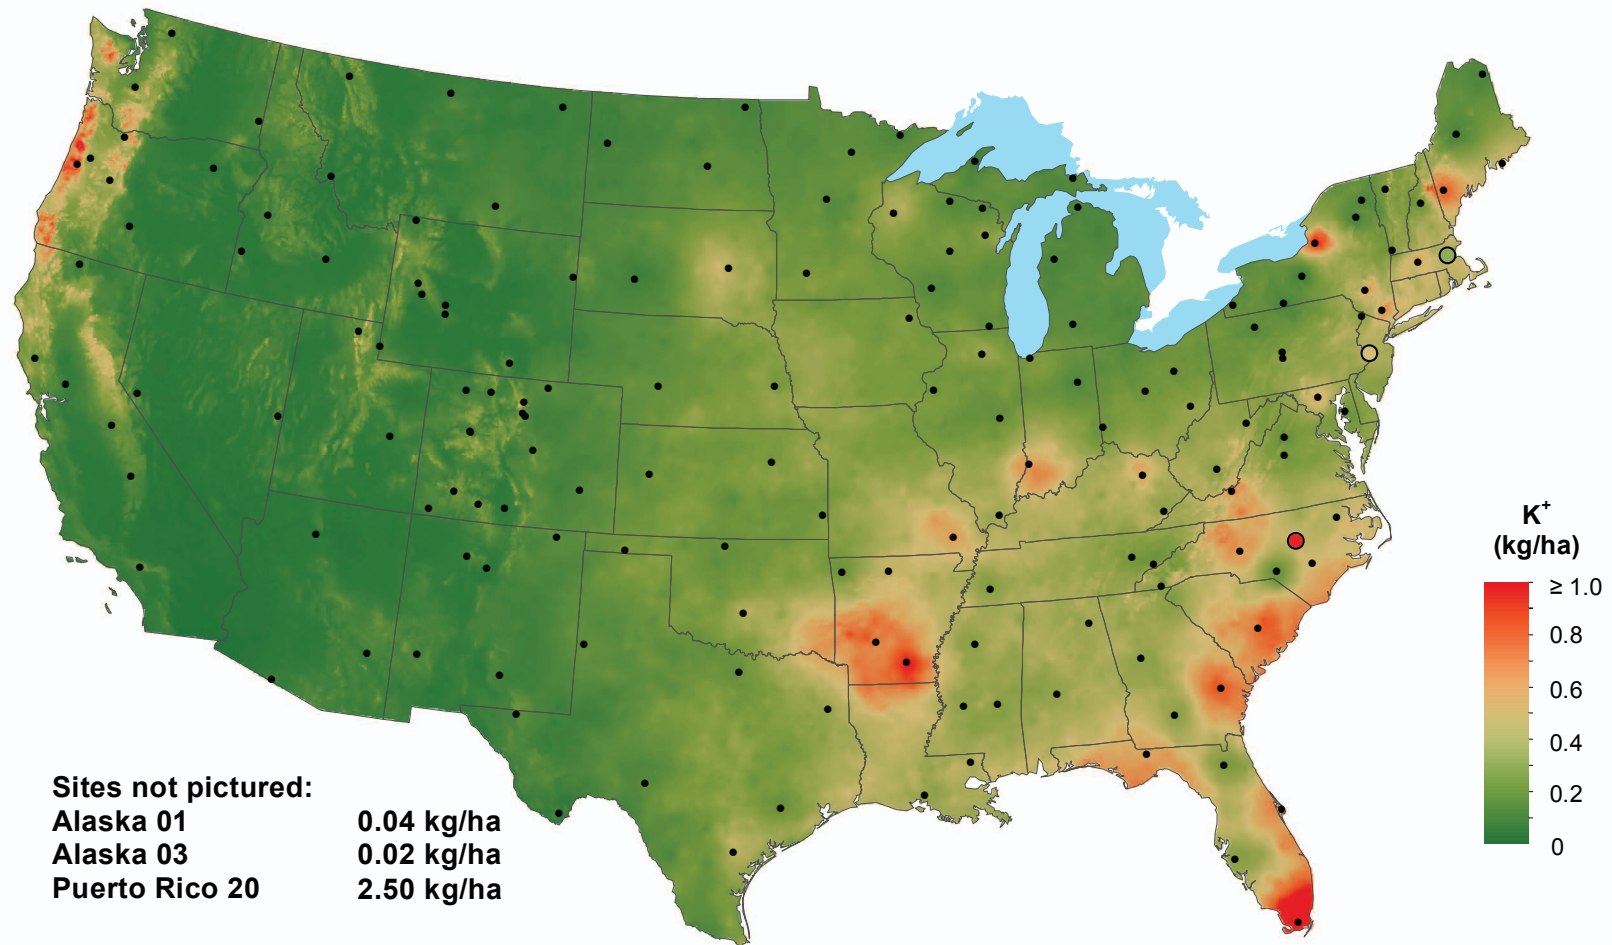 K+
(kg/ha)
≥ 1.0
0.8
0.6
0.4
0.2
0
Sites not pictured:
Alaska 01 0.04 kg/ha
Alaska 03 0.02 kg/ha
Puerto Rico 20 2.50 kg/ha